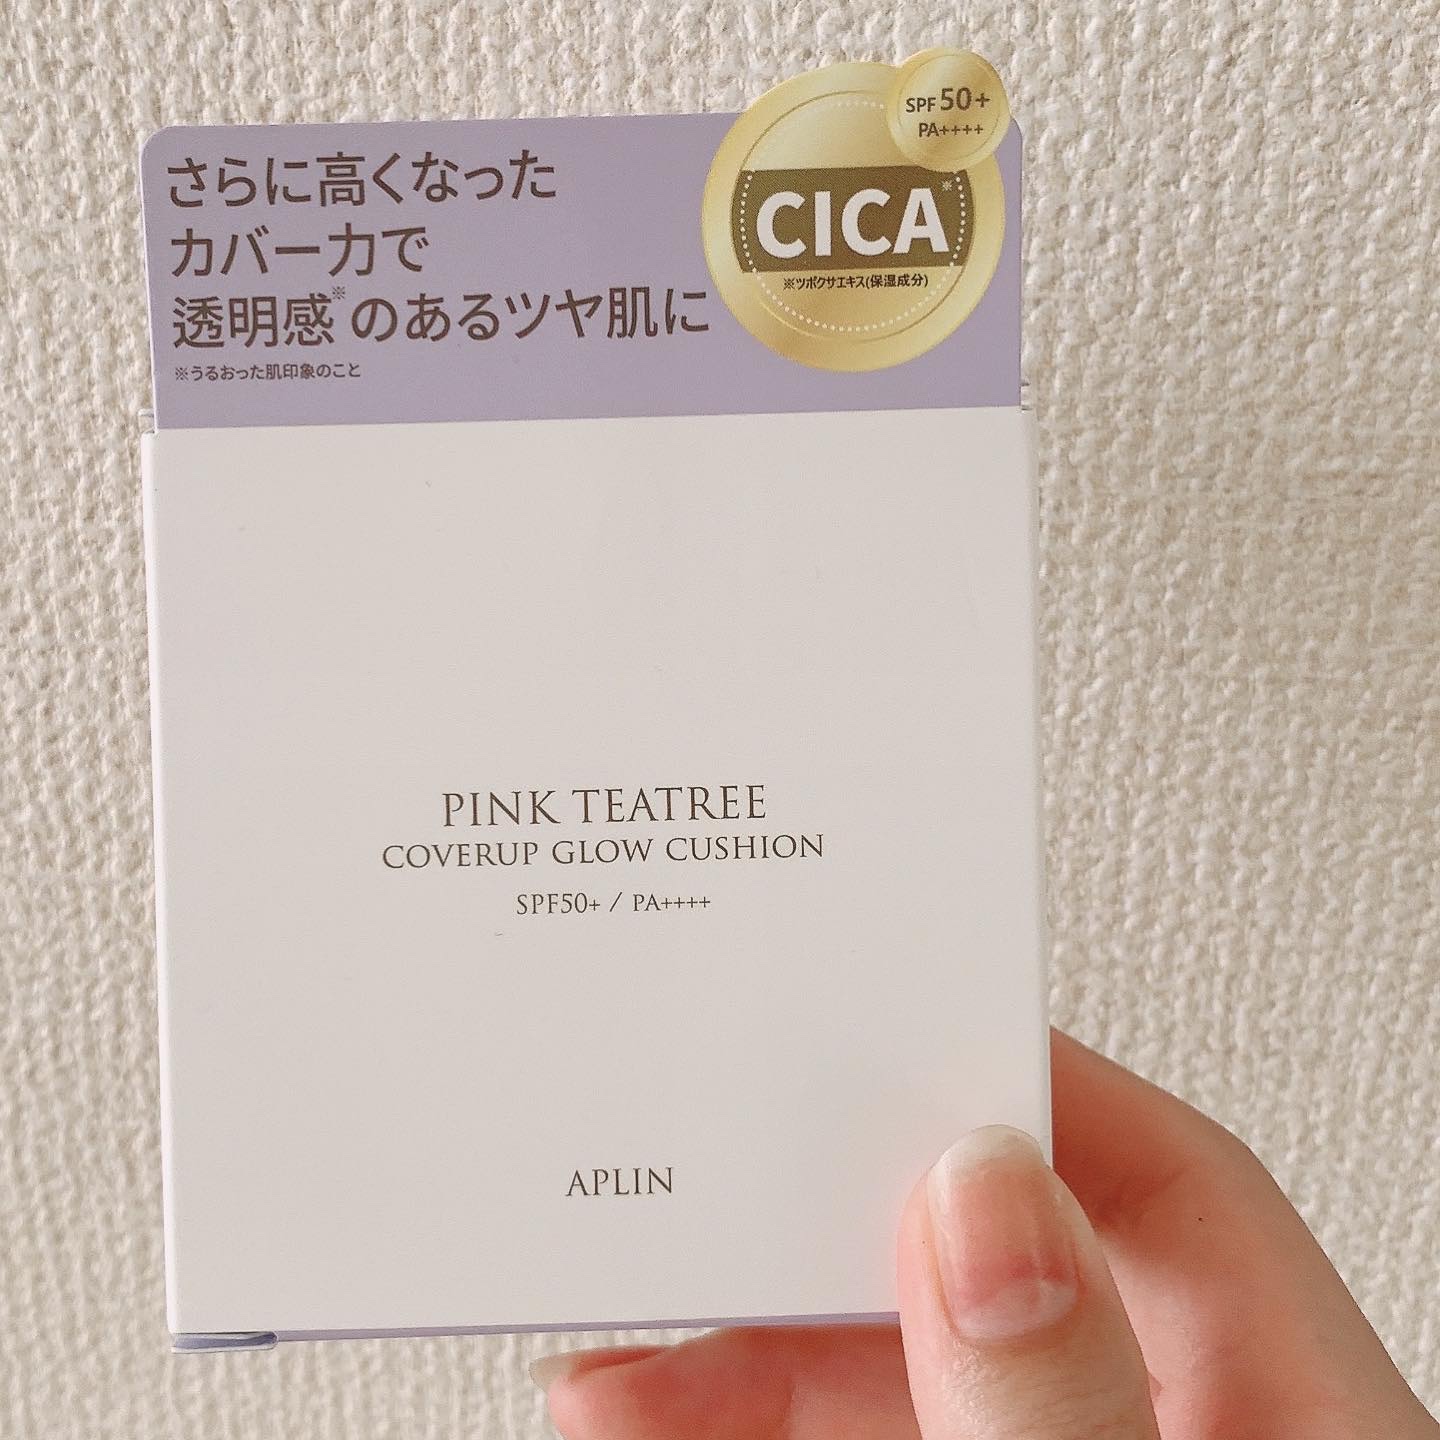 さらに高くなった
カバー力で
透明感※のあるツヤ肌に
※うるおった肌印象のこと
SPF 50+
PA++++
CICA※
※ツボクサエキス(保湿成分)
PINK TEATREE
COVERUP GLOW CUSHION
SPF50+ / PA++++
APLIN